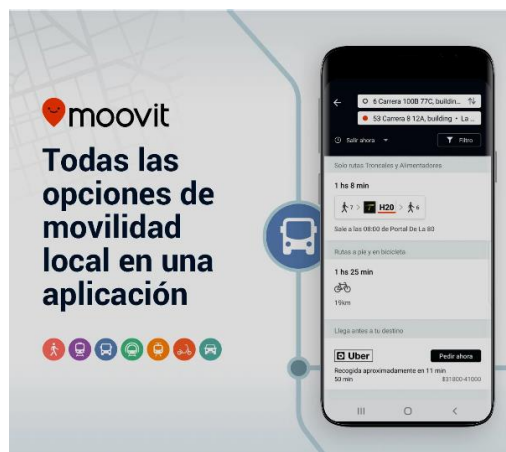 moovit
Todas las
opciones de
movilidad
local en una
aplicación
6 Carrera 100B 77C, buildin...
53 Carrera 8 12A, building • La ...
Salir ahora
Filtro
Solo rutas Troncales y Alimentadores
1 hs 8 min
7 > H20 > 6
Sale a las 08:00 de Portal De La 80
Rutas a pie y en bicicleta
1 hs 25 min
19km
Llega antes a tu destino
Uber
Pedir ahora
Recogida aproximadamente en 11 min
50 min
$31800-41000